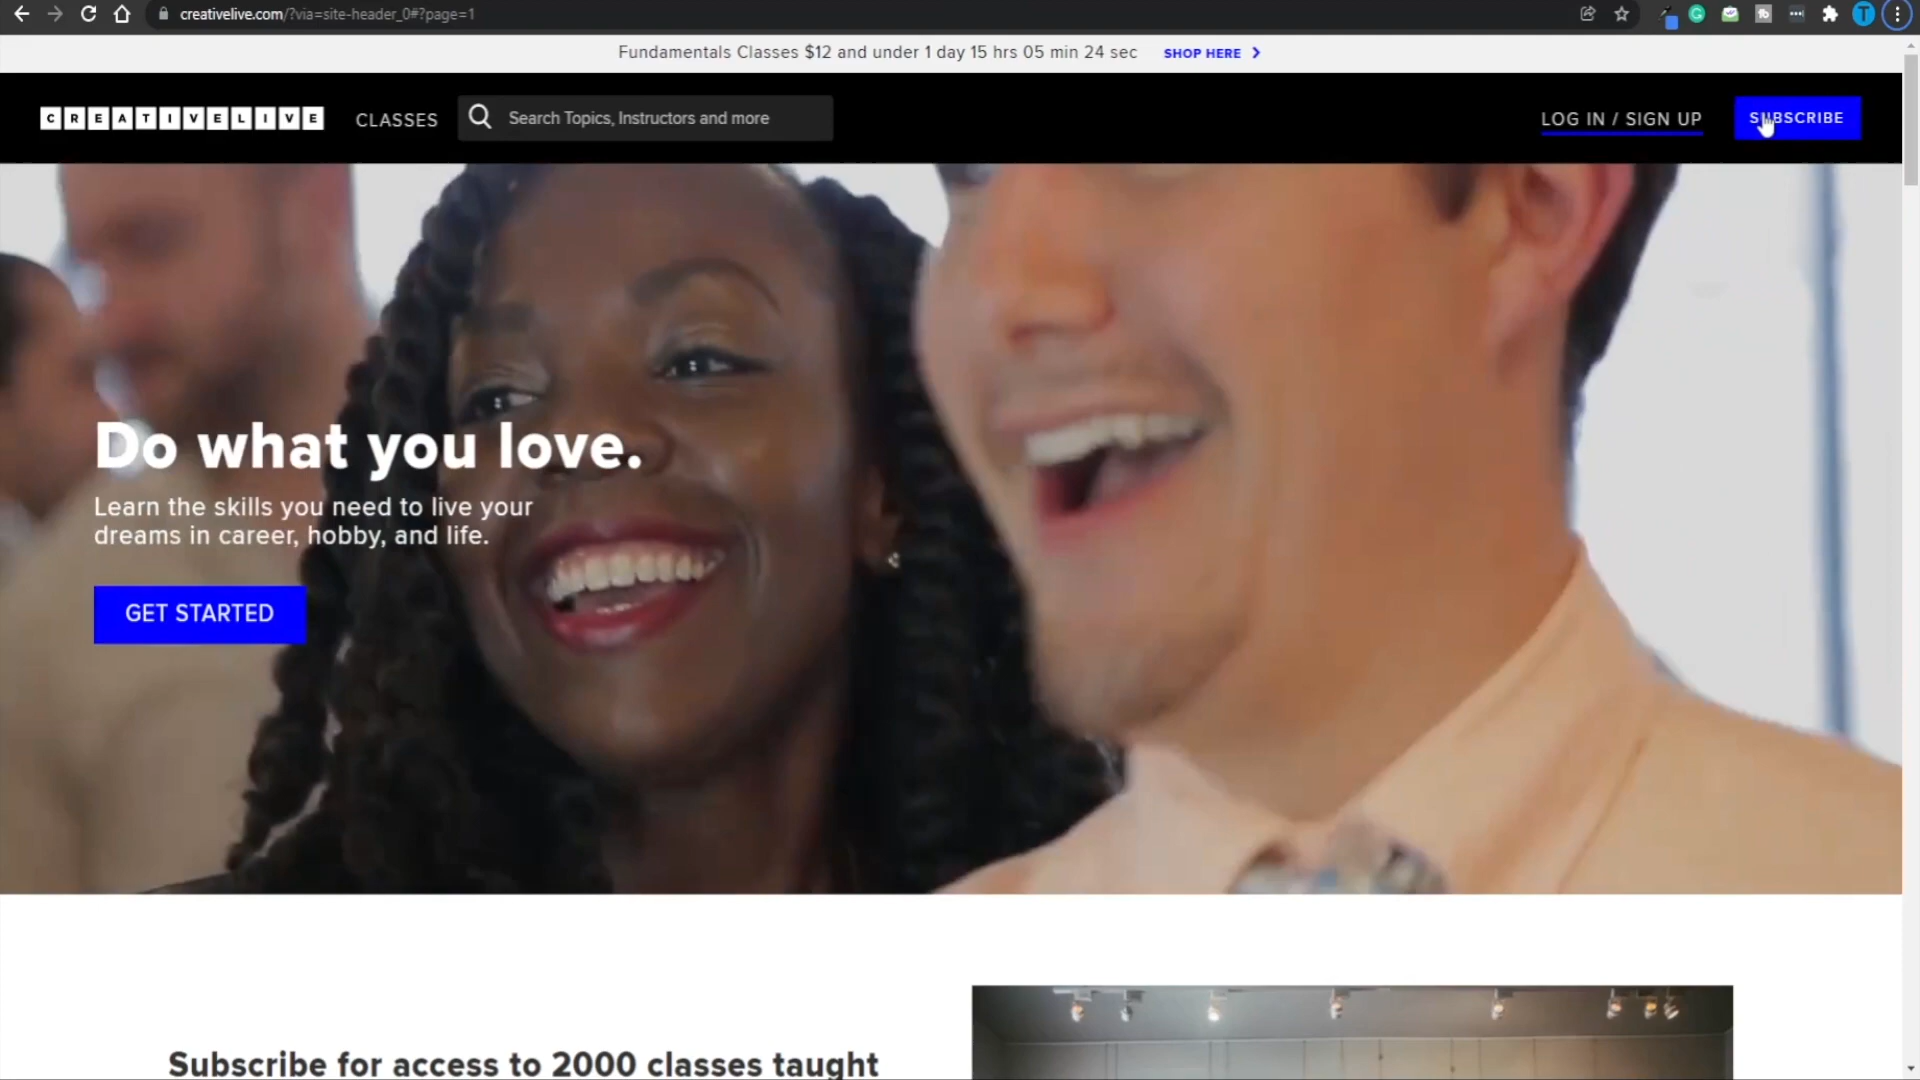 creativelive.com/?via=site-header_0#?page=1
T
Fundamentals Classes $12 and under 1 day 15 hrs 05 min 24 sec SHOP HERE
CREATIVELIVE
CLASSES
Search Topics, Instructors and more
LOG IN / SIGN UP
SUBSCRIBE
Do what you love.
Learn the skills you need to live your
dreams in career, hobby, and life.
GET STARTED
Subscribe for access to 2000 classes taught